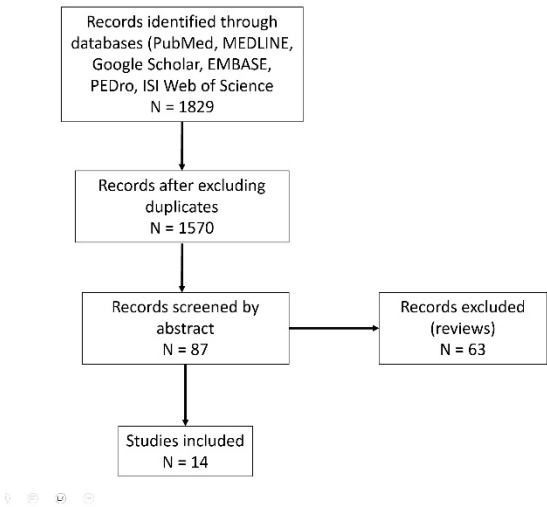 Records identified through
databases (PubMed, MEDLINE,
Google Scholar, EMBASE,
PEDro, ISI Web of Science
N = 1829
Records after excluding
duplicates
N = 1570
Records screened by
abstract
N = 87
Records excluded
(reviews)
N = 63
Studies included
N = 14